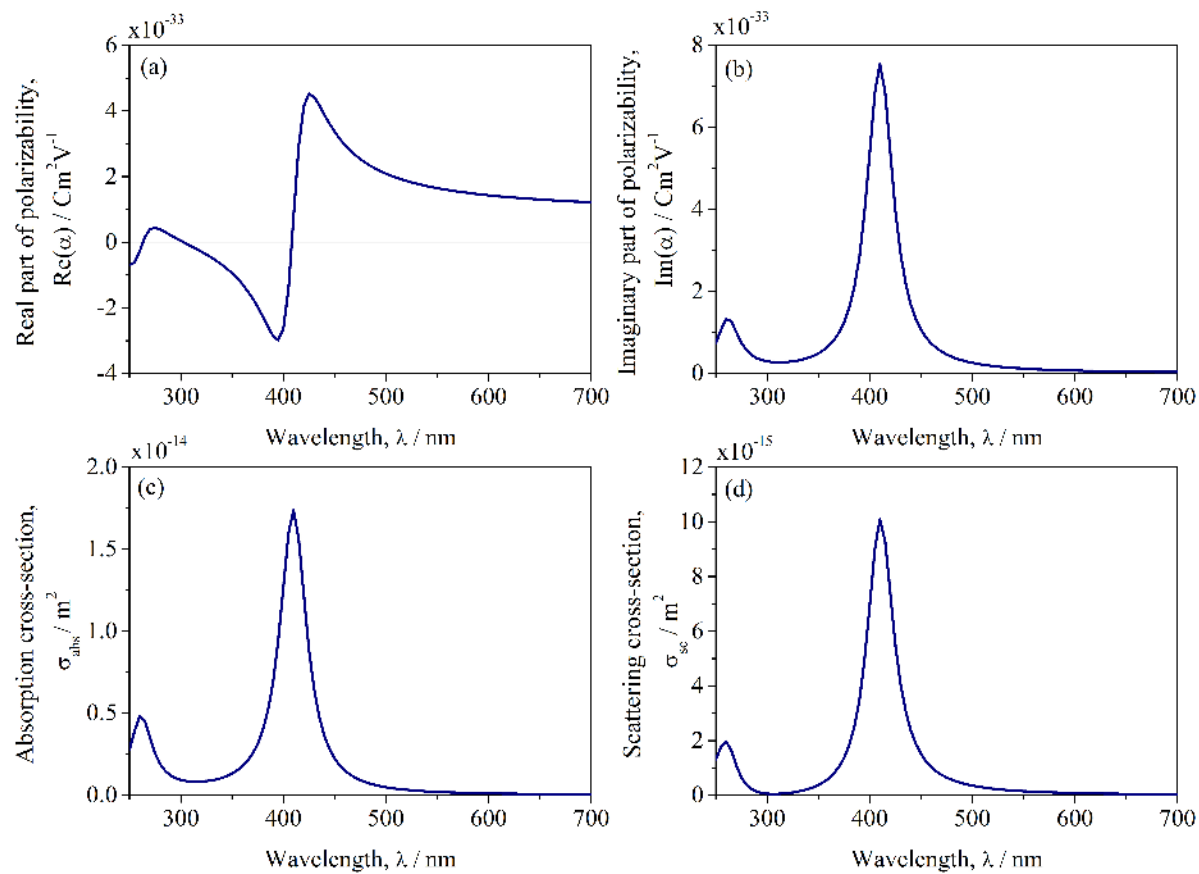 x10⁻³³
(a)
Real part of polarizability,
Re(α) / Cm²V⁻¹
6
4
2
0
-2
-4
300 400 500 600 700
Wavelength, λ / nm
x10⁻³³
(b)
Imaginary part of polarizability,
Im(α) / Cm²V⁻¹
8
6
4
2
0
300 400 500 600 700
Wavelength, λ / nm
x10⁻¹⁴
(c)
Absorption cross-section,
σabs / m²
2.0
1.5
1.0
0.5
0.0
300 400 500 600 700
Wavelength, λ / nm
x10⁻¹⁵
(d)
Scattering cross-section,
σsc / m²
12
10
8
6
4
2
0
300 400 500 600 700
Wavelength, λ / nm